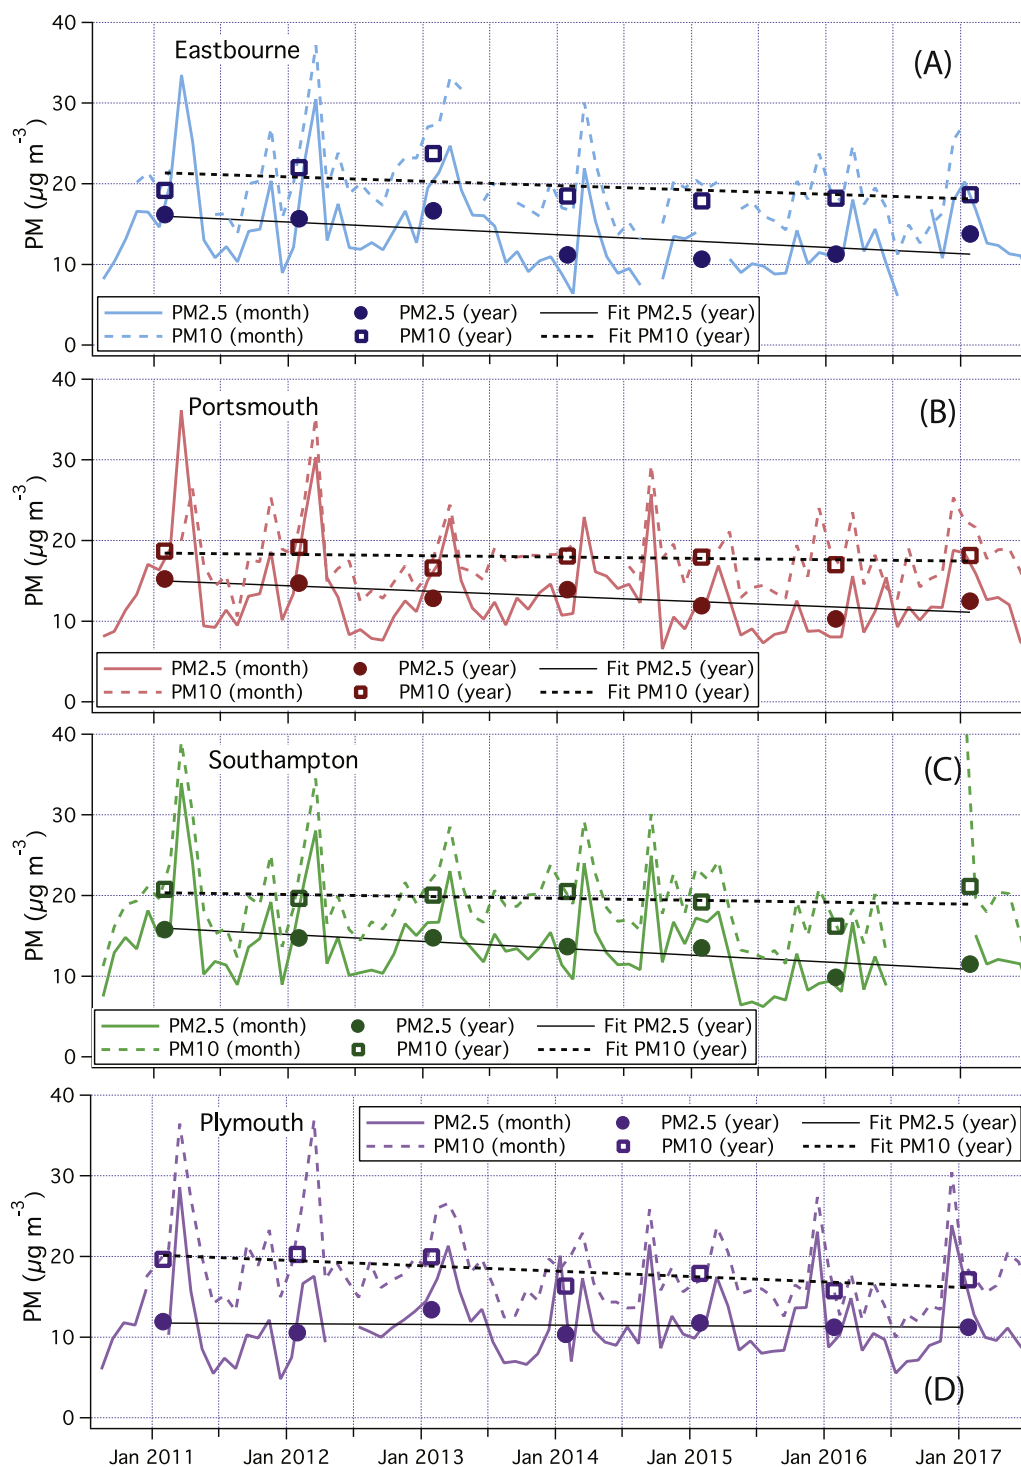 40
30
20
10
0
PM (µg m-3)
Eastbourne
(A)
PM2.5 (month) PM2.5 (year) Fit PM2.5 (year)
PM10 (month) PM10 (year) Fit PM10 (year)
40
30
20
10
0
PM (µg m-3)
Portsmouth
(B)
PM2.5 (month) PM2.5 (year) Fit PM2.5 (year)
PM10 (month) PM10 (year) Fit PM10 (year)
40
30
20
10
0
PM (µg m-3)
Southampton
(C)
PM2.5 (month) PM2.5 (year) Fit PM2.5 (year)
PM10 (month) PM10 (year) Fit PM10 (year)
40
30
20
10
0
PM (µg m-3)
Plymouth
PM2.5 (month) PM2.5 (year) Fit PM2.5 (year)
PM10 (month) PM10 (year) Fit PM10 (year)
(D)
Jan 2011 Jan 2012 Jan 2013 Jan 2014 Jan 2015 Jan 2016 Jan 2017